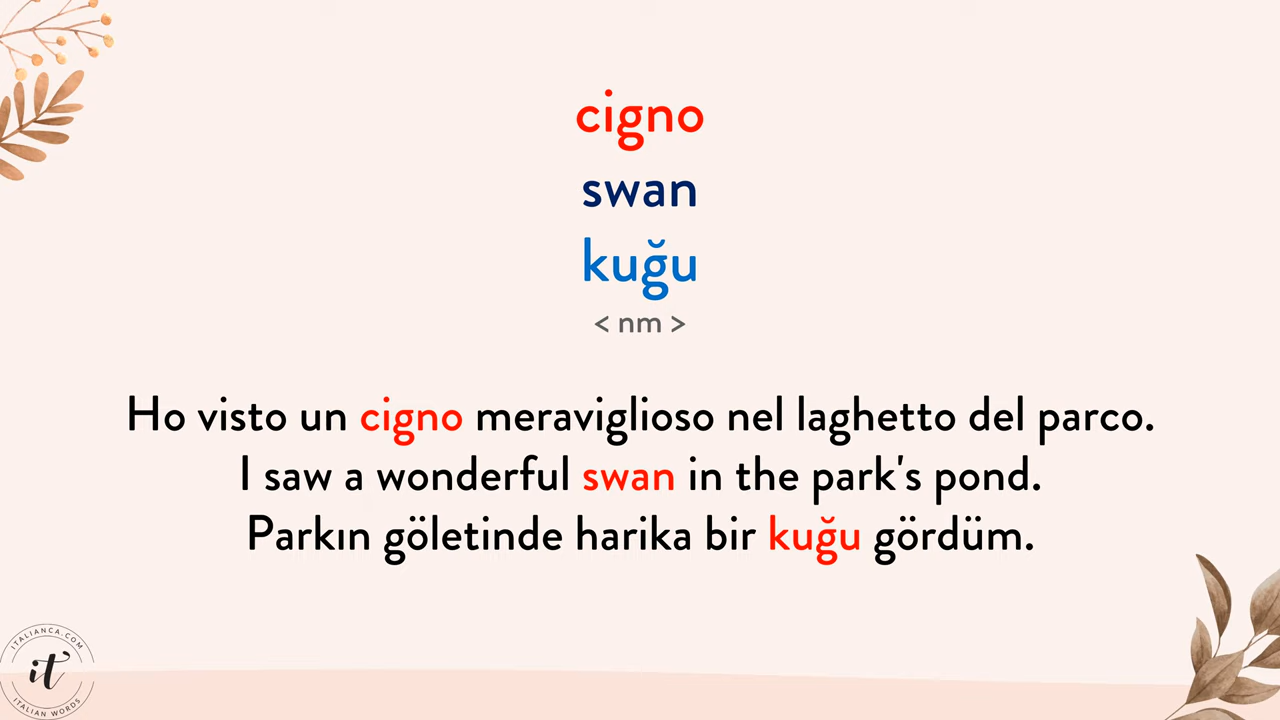 cigno
swan
kuğu
< nm >
Ho visto un cigno meraviglioso nel laghetto del parco.
I saw a wonderful swan in the park's pond.
Parkın göletinde harika bir kuğu gördüm.
ITALIANCA.COM
it
ITALIAN WORDS